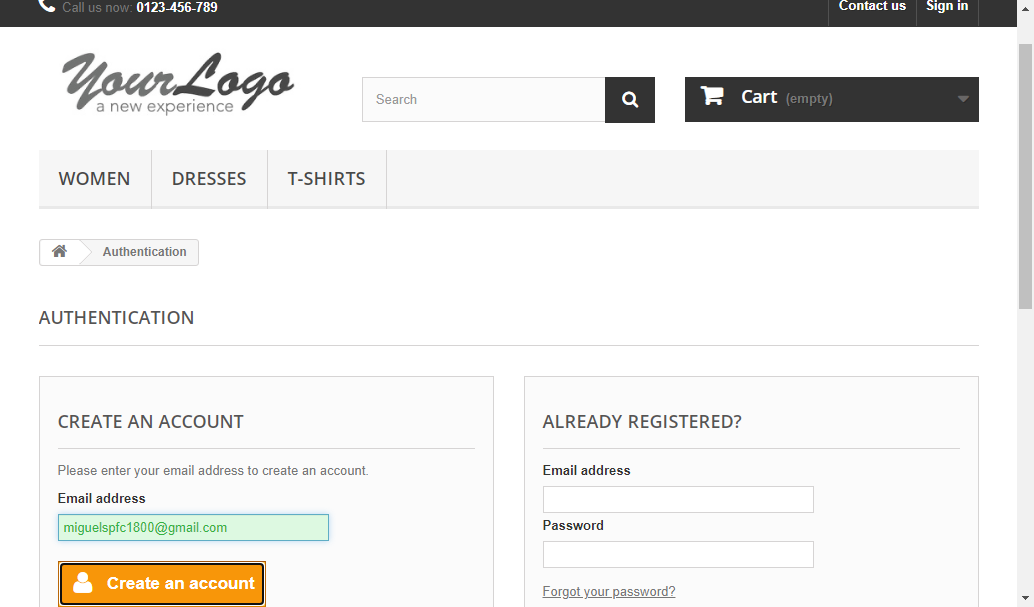 Call us now: 0123-456-789
Contact us
Sign in
YourLogo
a new experience
Search
Cart (empty)
WOMEN
DRESSES
T-SHIRTS
Authentication
AUTHENTICATION
CREATE AN ACCOUNT
Please enter your email address to create an account.
Email address
miguelspfc1800@gmail.com
Create an account
ALREADY REGISTERED?
Email address
Password
Forgot your password?